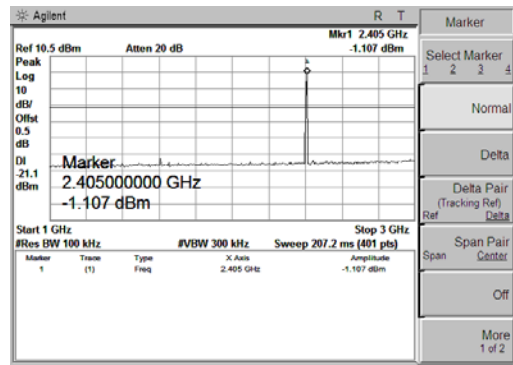 Agilent R T
Mkr1 2.405 GHz
Ref 10.5 dBm Atten 20 dB -1.107 dBm
Peak
Log
10
dB/
Offst
0.5
dB
DI
-21.1
dBm
1
Marker
2.405000000 GHz
-1.107 dBm
Start 1 GHz Stop 3 GHz
#Res BW 100 kHz #VBW 300 kHz Sweep 207.2 ms (401 pts)
Marker Trace Type X Axis Amplitude
1 (1) Freq 2.405 GHz -1.107 dBm
Marker
Select Marker
1 2 3 4
Normal
Delta
Delta Pair
(Tracking Ref)
Ref Delta
Span Pair
Span Center
Off
More
1 of 2